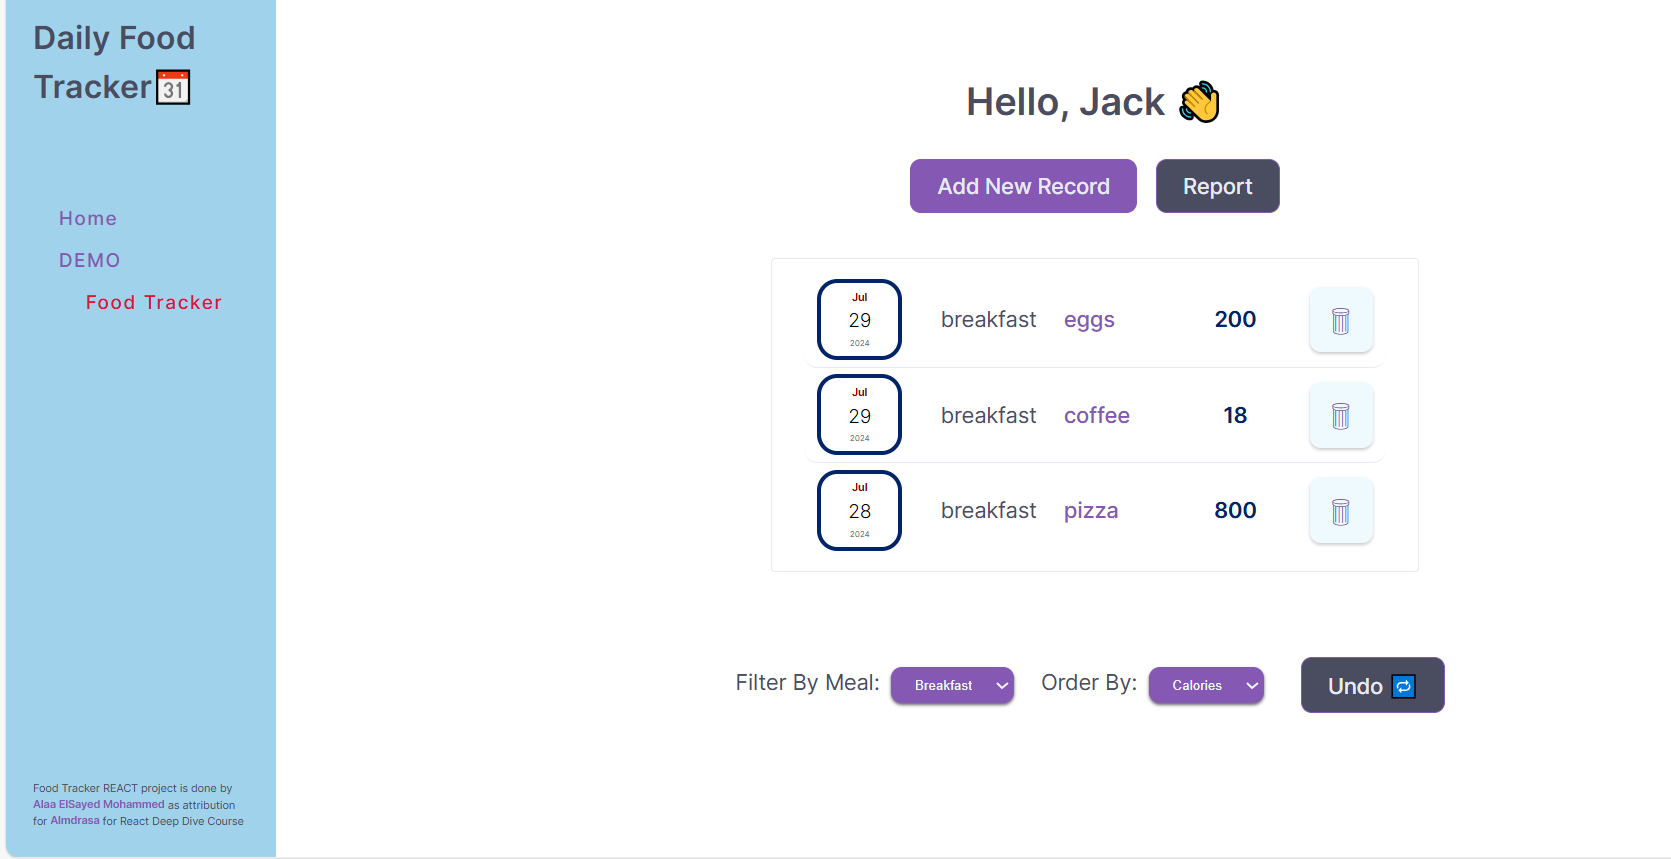 Daily Food
Tracker
31
Home
DEMO
Food Tracker
Food Tracker REACT project is done by
Alaa ElSayed Mohammed as attribution
for Almdrasa for React Deep Dive Course
Hello, Jack
Add New Record
Report
Jul
29
2024
breakfast eggs 200
Jul
29
2024
breakfast coffee 18
Jul
28
2024
breakfast pizza 800
Filter By Meal: Breakfast Order By: Calories Undo